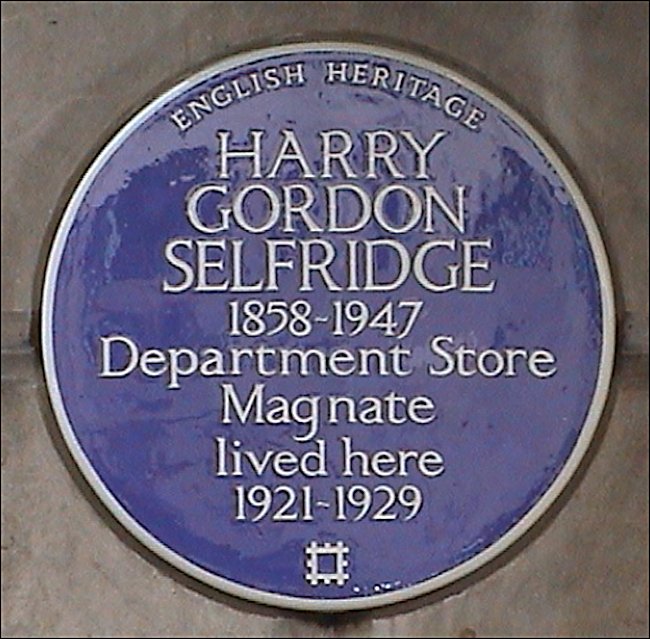 ENGLISH HERITAGE
HARRY
GORDON
SELFRIDGE
1858-1947
Department Store
Magnate
lived here
1921-1929